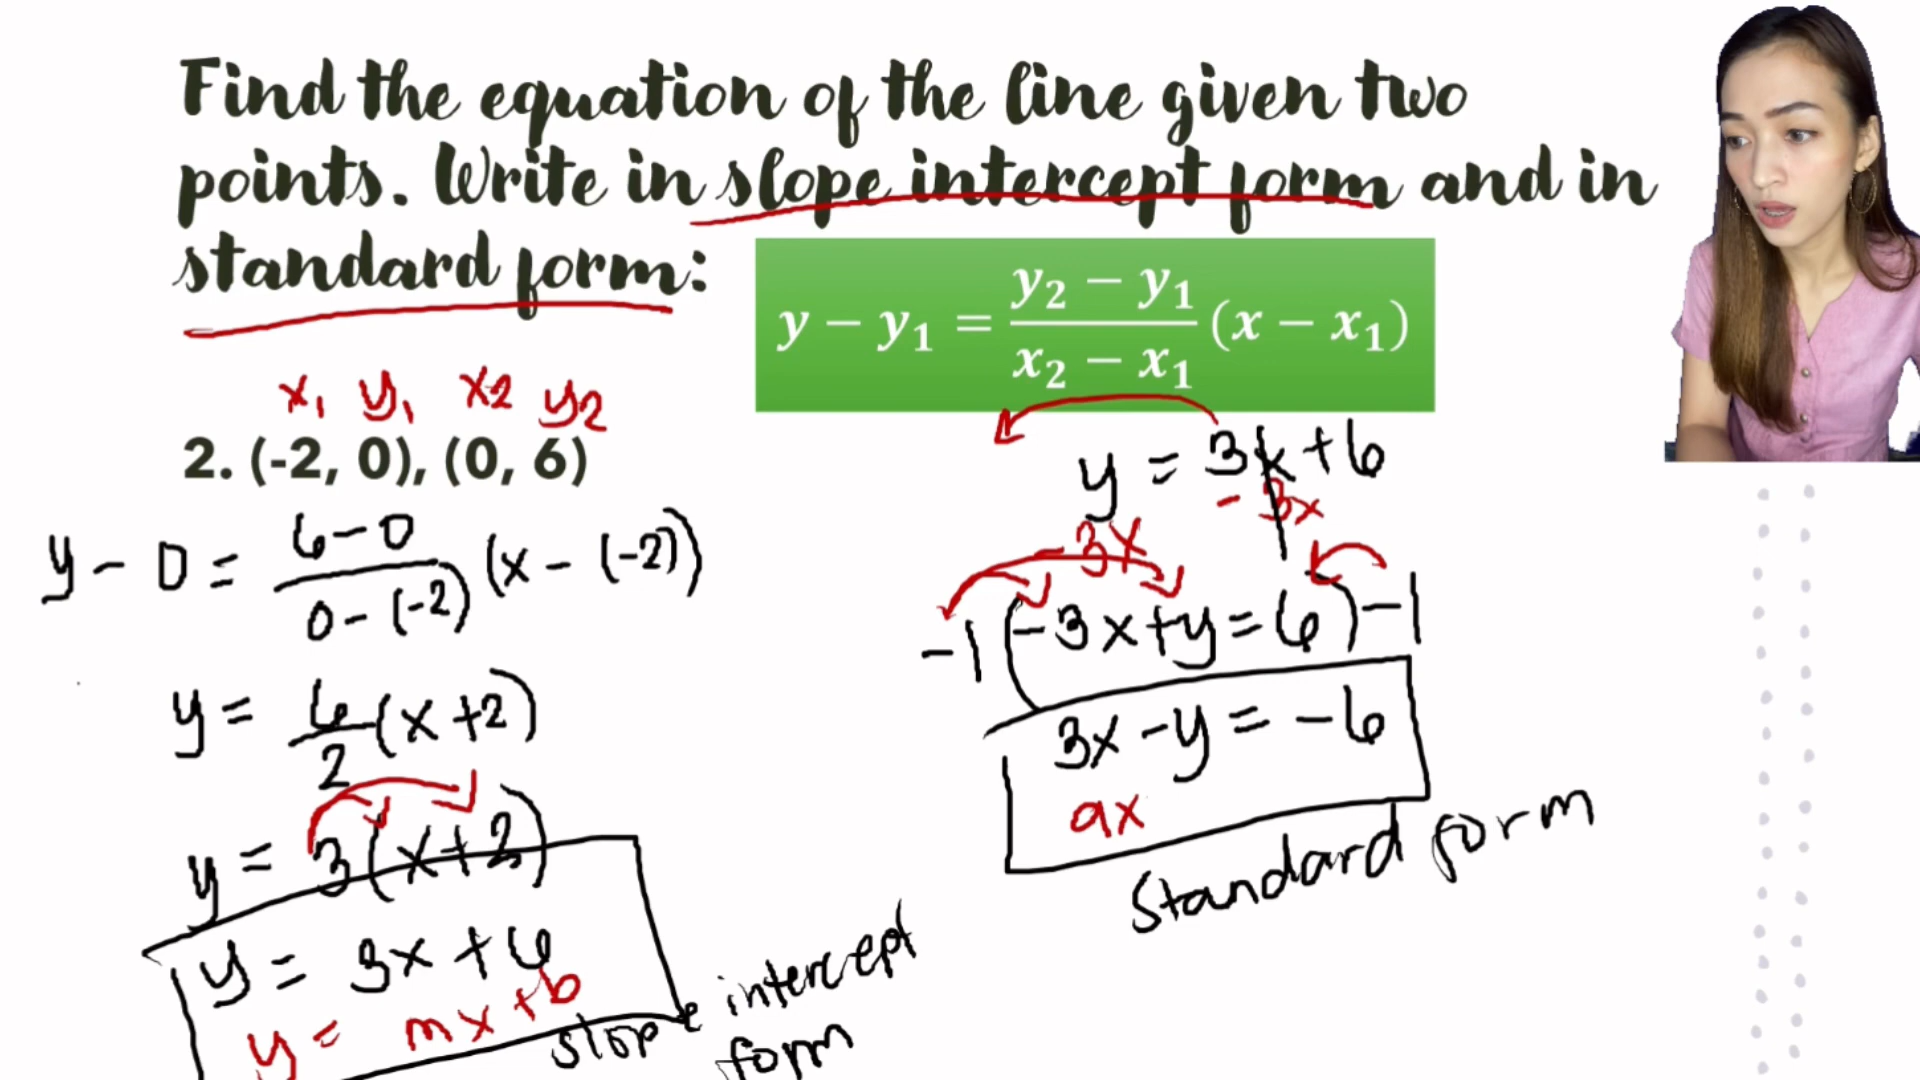 Find the equation of the line given two
points. Write in slope intercept form and in
standard form:
y − y₁ = (y₂ − y₁)/(x₂ − x₁) (x − x₁)
x₁ y₁ x2 y2
2. (-2, 0), (0, 6)
y - 0 = (6-0)/(0-(-2)) (x - (-2))
y = 6/2 (x+2)
y = 3(x+2)
y = 3x + 6
y = mx + b
slope intercept
form
y = 3x + 6
- 3x
- 3x
-1 (-3x+y = 6) -1
3x - y = -6
ax
Standard form